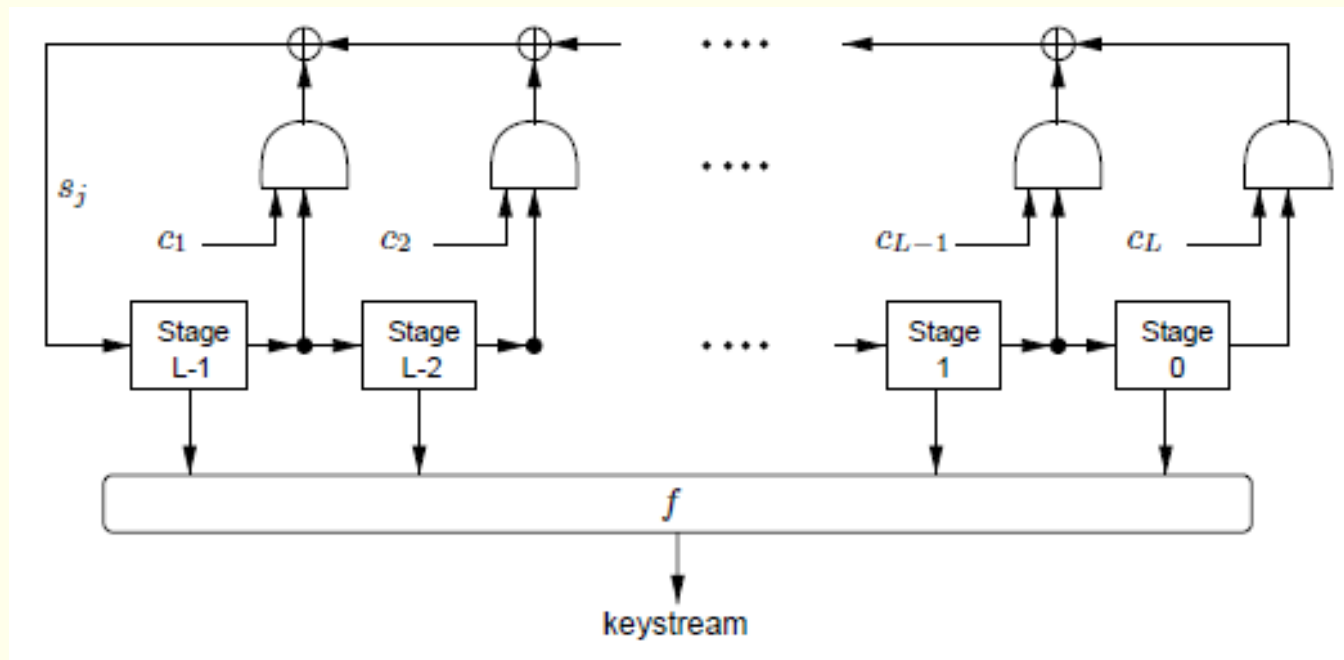 s_j
c_1 c_2 c_{L-1} c_L
Stage L-1
Stage L-2
Stage 1
Stage 0
f
keystream